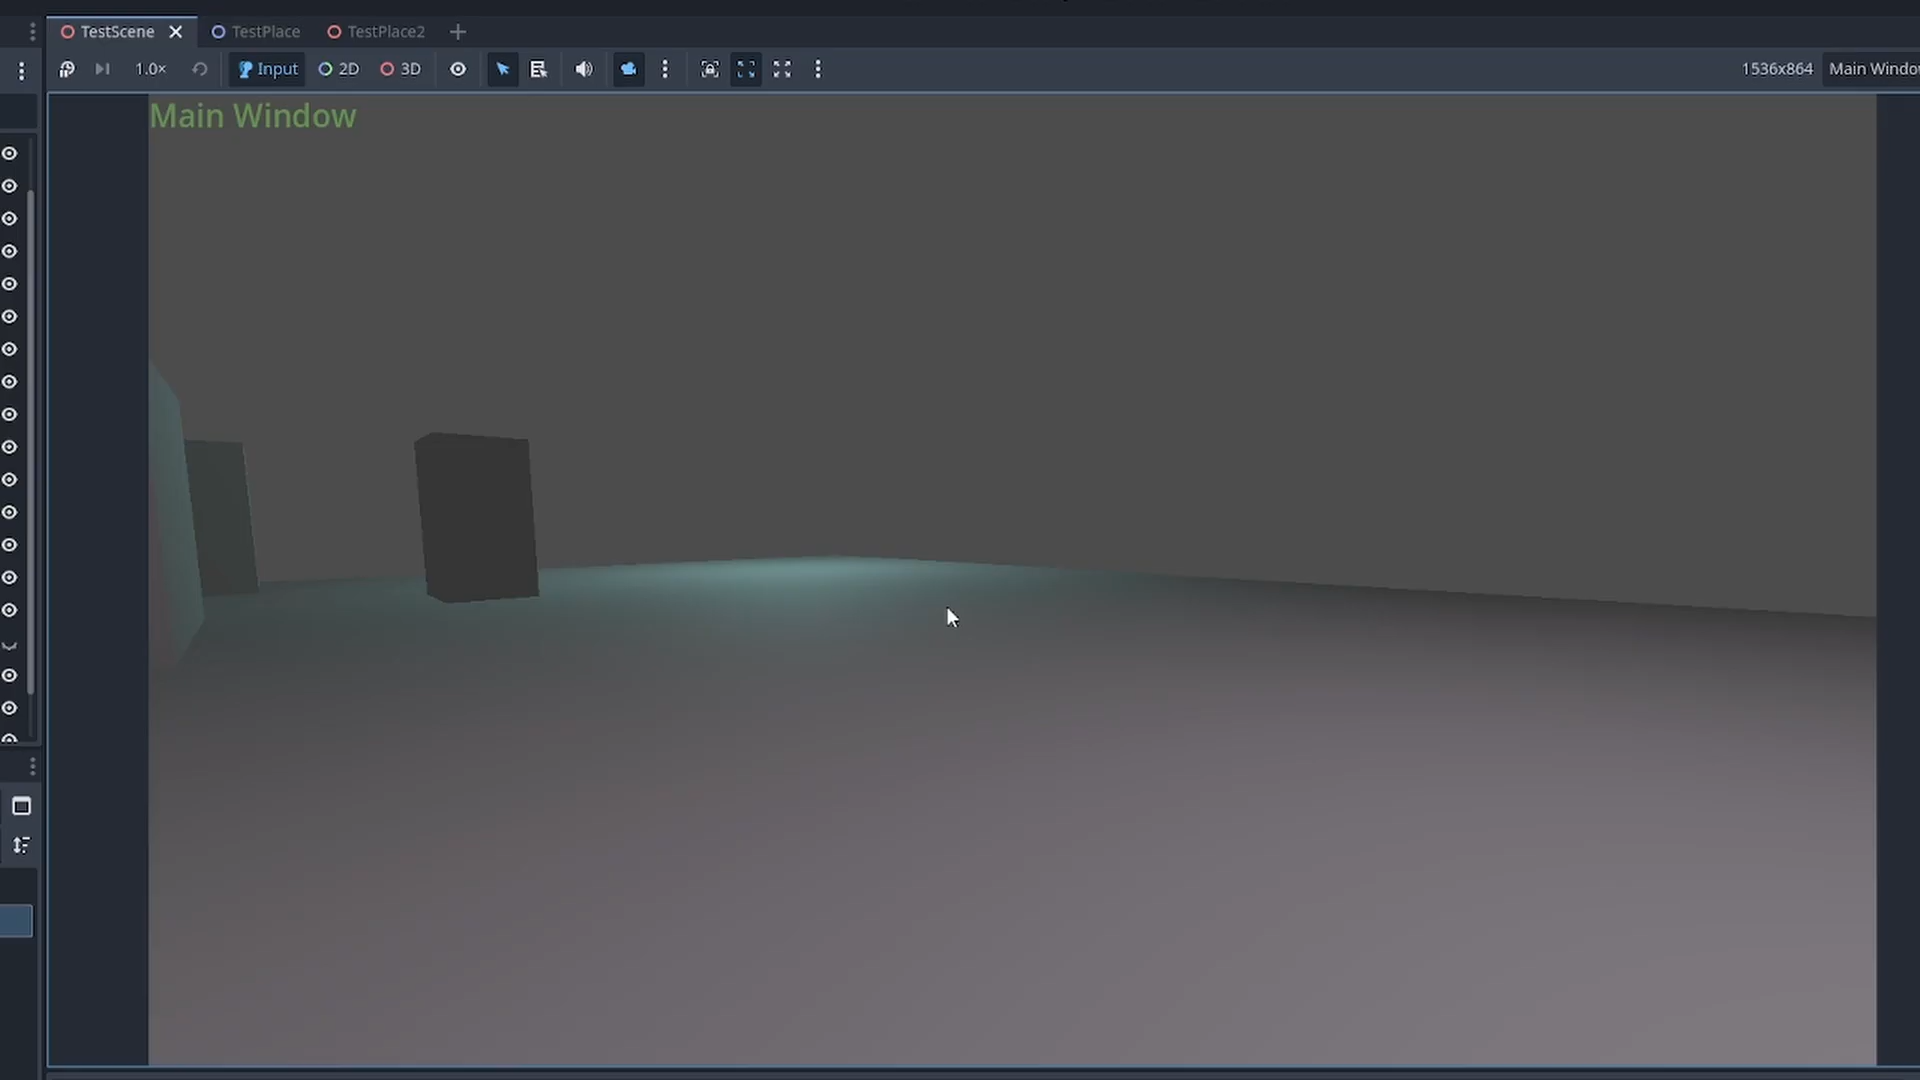 TestScene TestPlace TestPlace2
1.0× Input 2D 3D 1536x864 Main Windo
Main Window